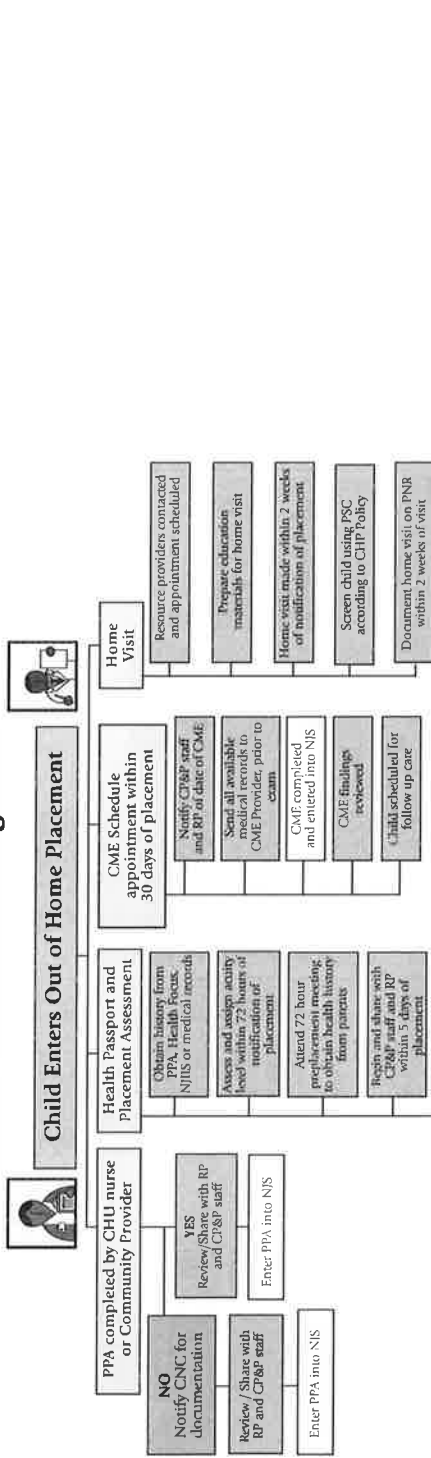 Child Enters Out of Home Placement
PPA completed by CHU nurse
or Community Provider
NO
Notify CNC for
documentation
Review / Share with
RP and CP&P staff
Enter PPA into NJS
YES
Review/Share with RP
and CP&P staff
Enter PPA into NJS
Health Passport and
Placement Assessment
Obtain history from
PPA, Health Focus,
NJIIS or medical records
Assess and assign acuity
level within 72 hours of
notification of
placement
Attend 72 hour
preplacement meeting
to obtain health history
from parents
Begin and share with
CP&P staff and RP
within 5 days of
placement
CME Schedule
appointment within
30 days of placement
Notify CP&P staff
and RP of date of CME
Send all available
medical records to
CME Provider, prior to
exam
CME completed
and entered into NJS
CME findings
reviewed
Child scheduled for
follow up care
Home
Visit
Resource providers contacted
and appointment scheduled
Prepare education
materials for home visit
Home visit made within 2 weeks
of notification of placement
Screen child using PSC
according to CHP Policy
Document home visit on PNR
within 2 weeks of visit